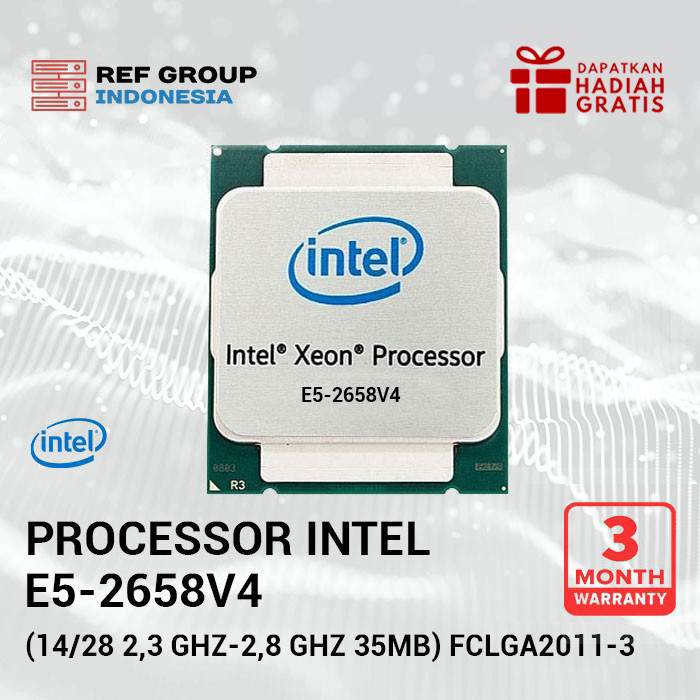 REF GROUP
INDONESIA
DAPATKAN
HADIAH
GRATIS
intel®
Intel® Xeon® Processor
E5-2658V4
0803
R3
intel
PROCESSOR INTEL
E5-2658V4
(14/28 2,3 GHZ-2,8 GHZ 35MB) FCLGA2011-3
3
MONTH
WARRANTY